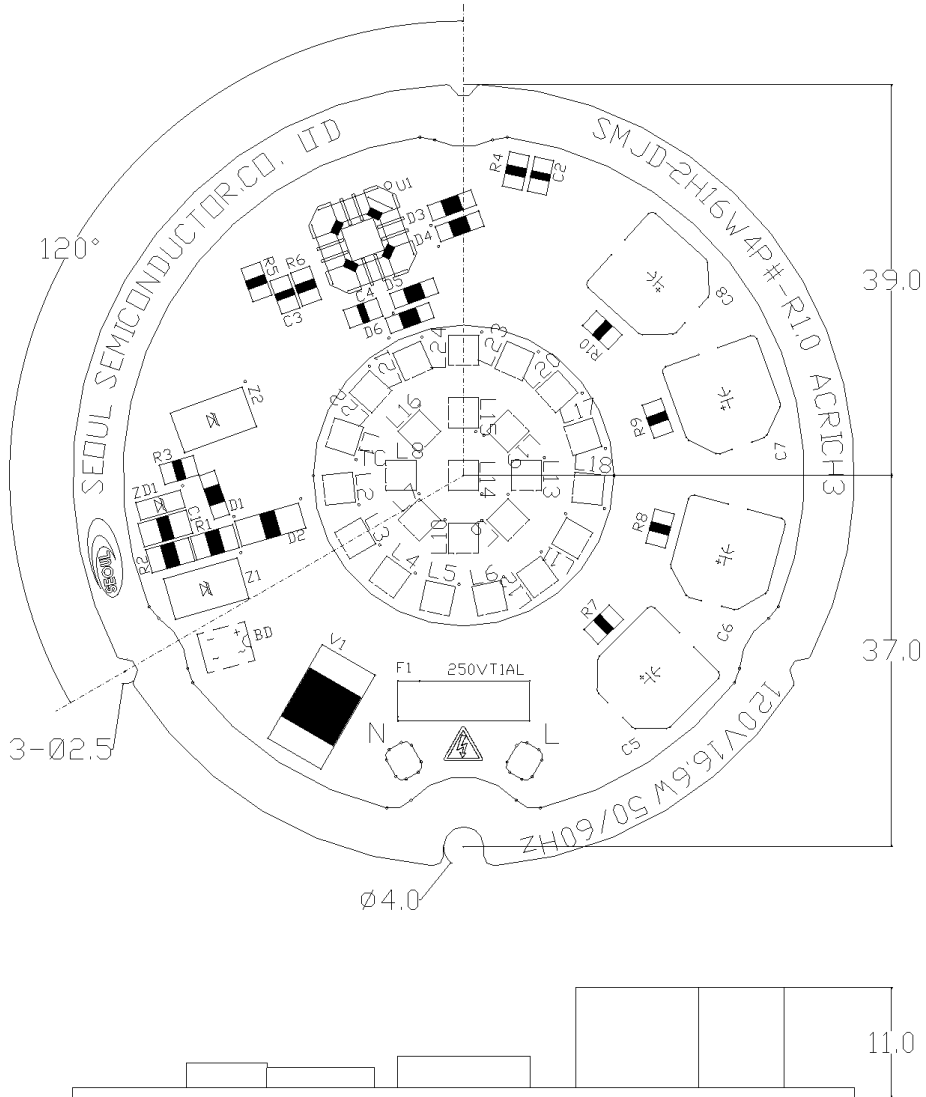 SEOUL SEMICONDUCTOR.CO., LTD
SMJD-2H16W4P#-R1.0 ACRICH3
120V16.6W 50/60HZ
SEOUL
120°
39.0
37.0
3-Ø2.5
Ø4.0
11.0
R4
C2
U1
D3
D4
R5
R6
C3
C4
D5
D6
C8
R10
C7
R9
R8
C6
R7
C5
Z2
R3
ZD1
D1
C1
R1
R2
D2
Z1
BD
V1
F1
250VT1AL
N
L
L5
L6
L4
L3
L2
L13
L14
L15
L16
L17
L18
TC